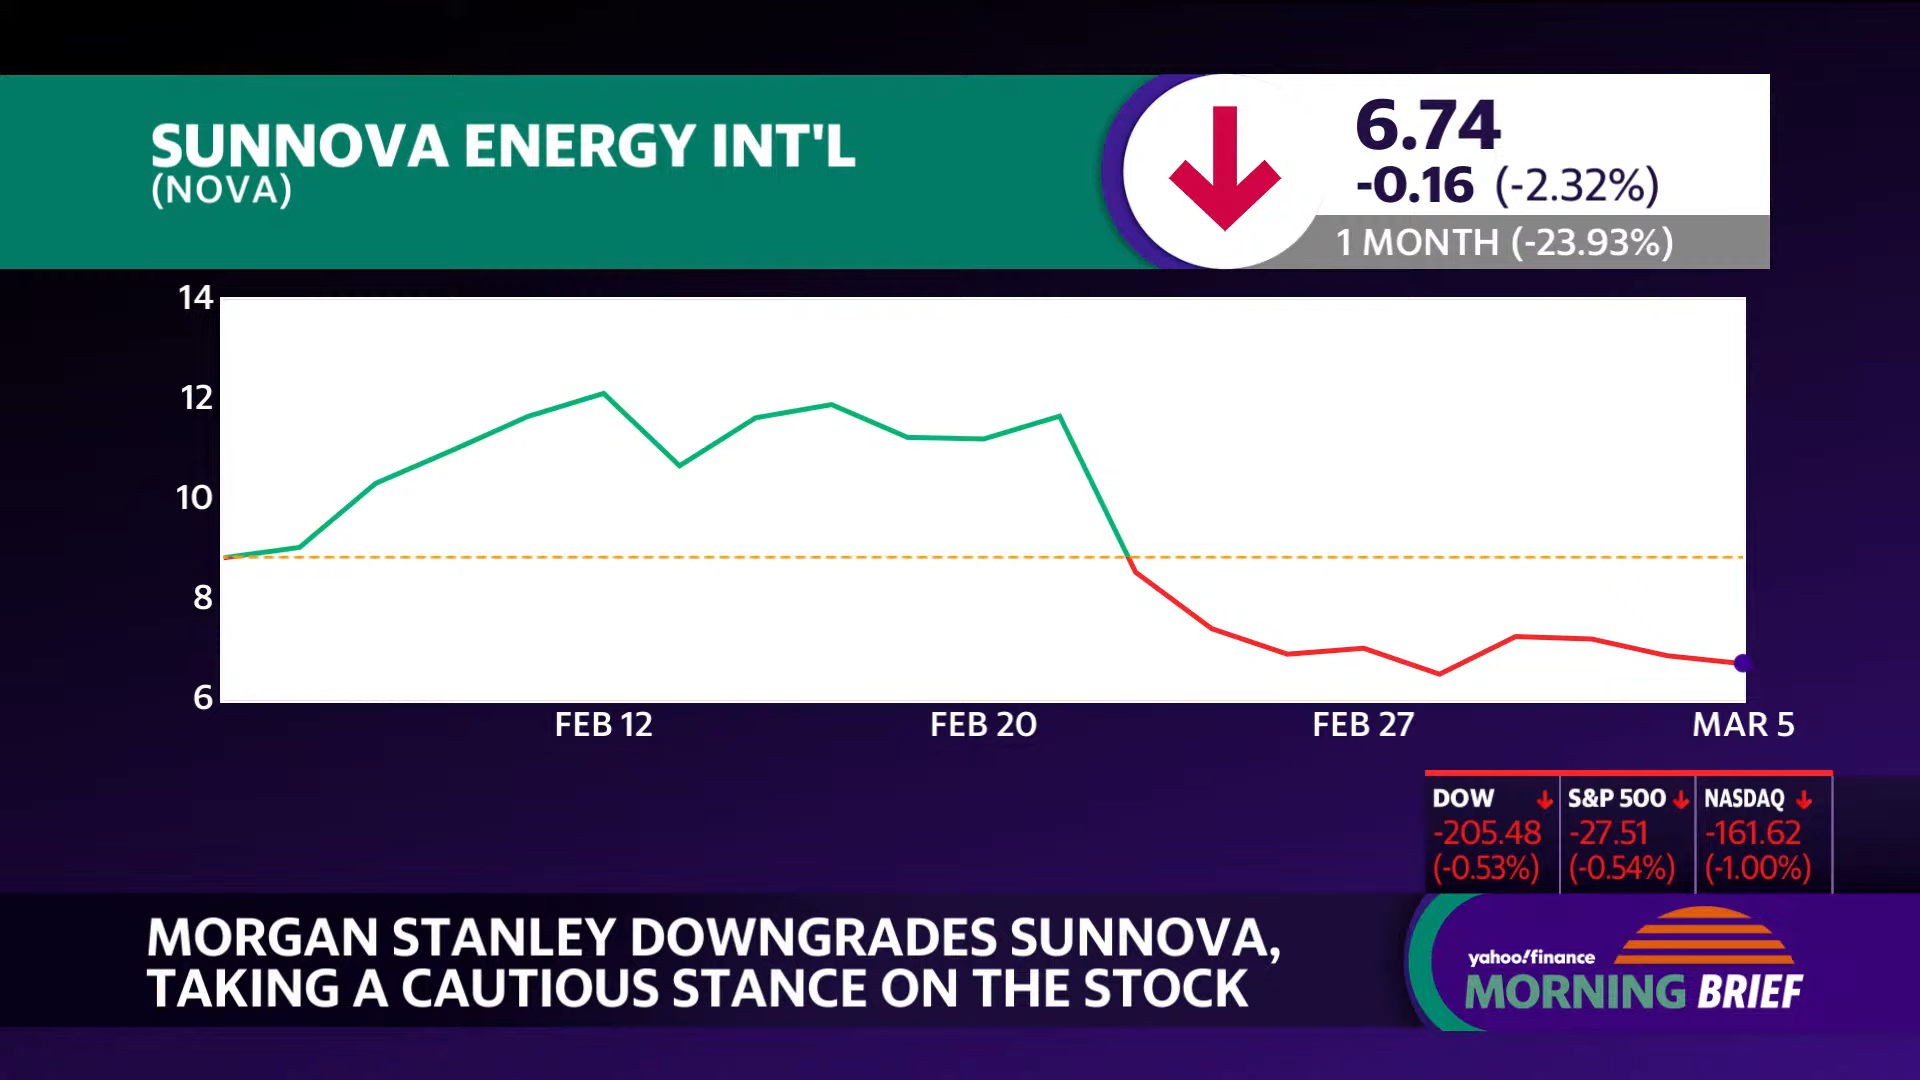 SUNNOVA ENERGY INT'L
(NOVA)
6.74
-0.16 (-2.32%)
1 MONTH (-23.93%)
14
12
10
8
6
FEB 12 FEB 20 FEB 27 MAR 5
DOW S&P 500 NASDAQ
-205.48 -27.51 -161.62
(-0.53%) (-0.54%) (-1.00%)
MORGAN STANLEY DOWNGRADES SUNNOVA,
TAKING A CAUTIOUS STANCE ON THE STOCK
yahoo!finance
MORNING BRIEF